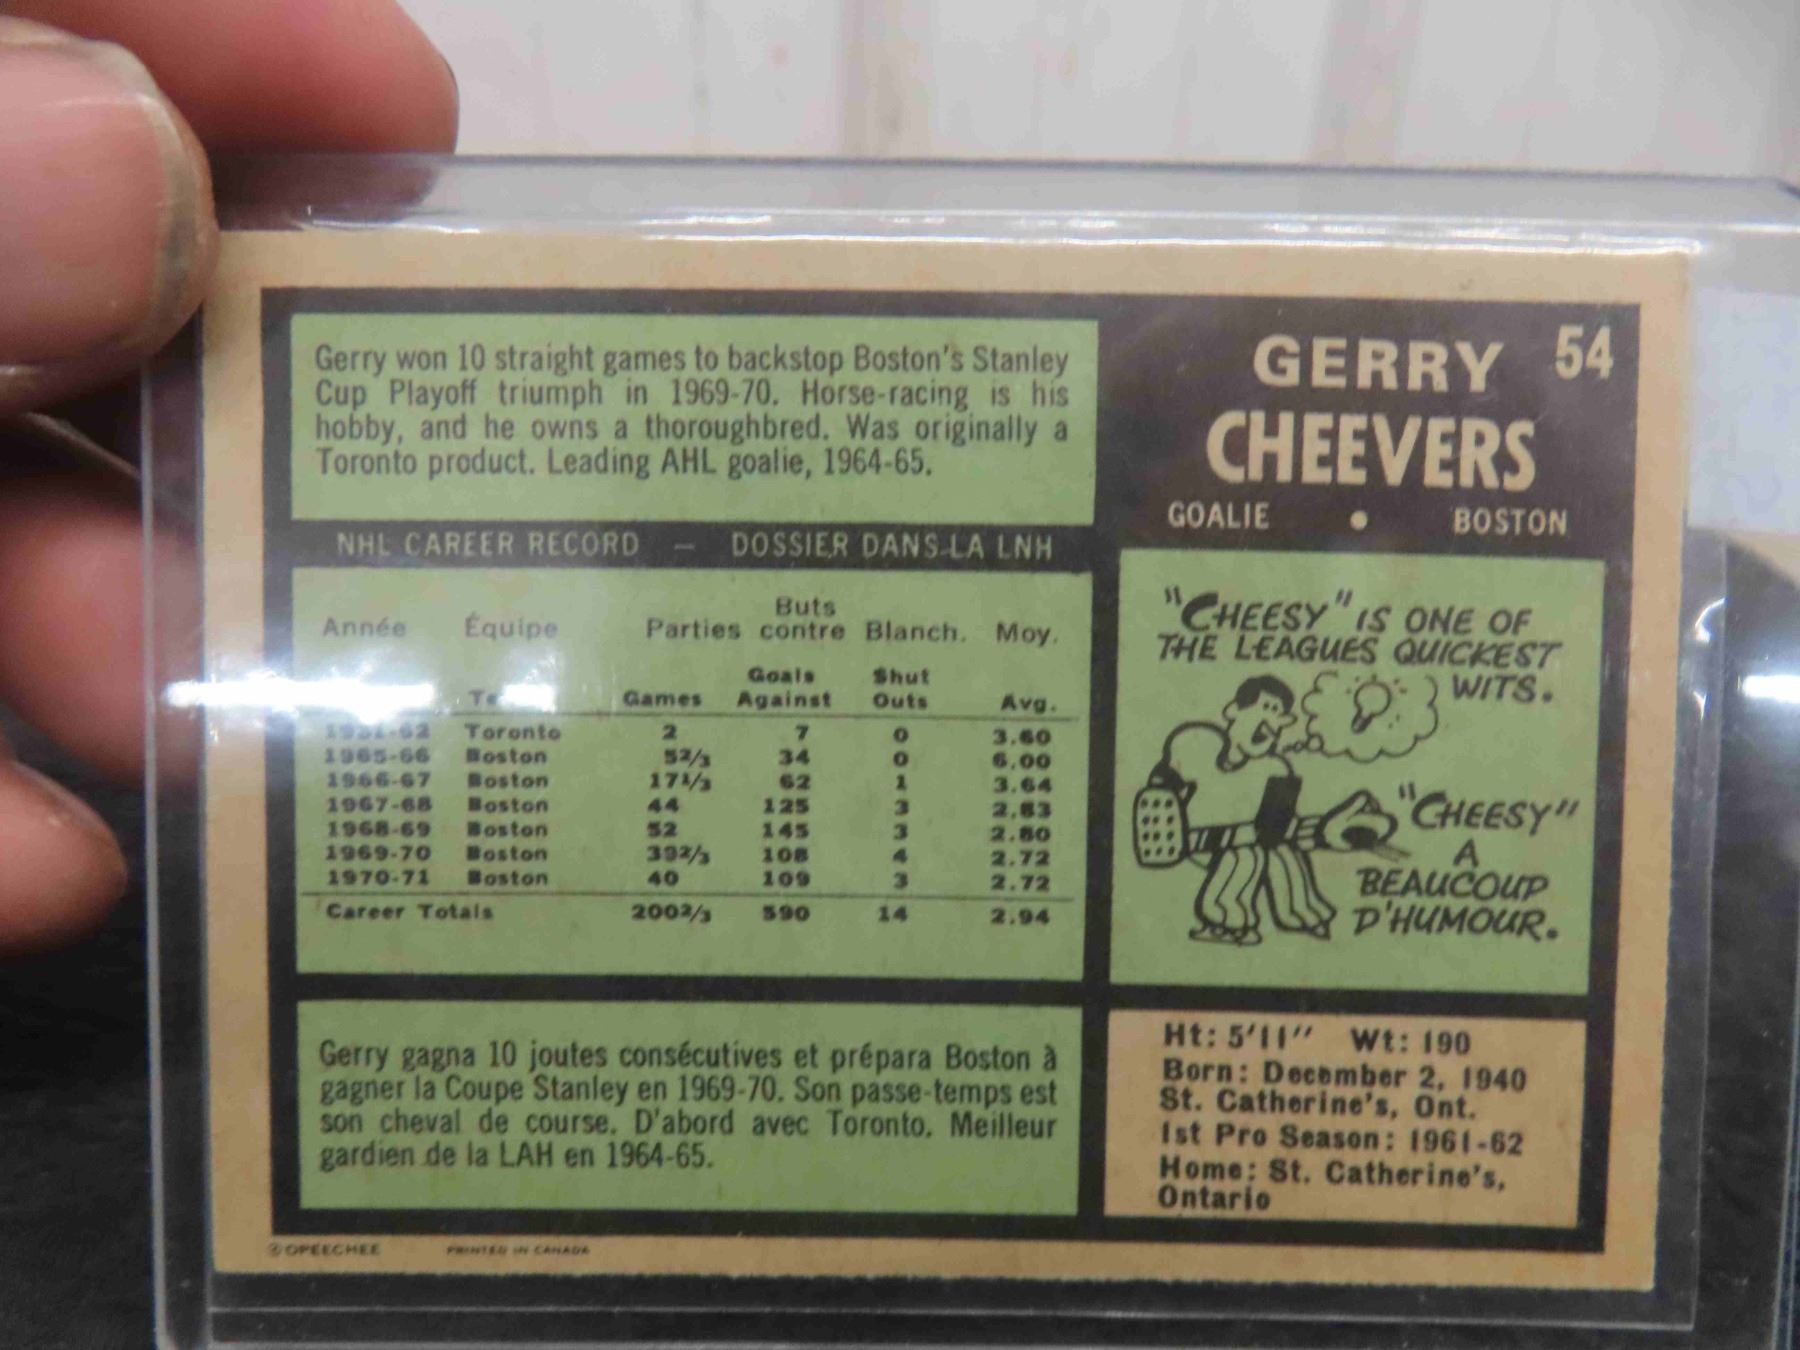 Gerry won 10 straight games to backstop Boston's Stanley
Cup Playoff triumph in 1969-70. Horse-racing is his
hobby, and he owns a thoroughbred. Was originally a
Toronto product. Leading AHL goalie, 1964-65.
GERRY 54
CHEEVERS
GOALIE • BOSTON
NHL CAREER RECORD — DOSSIER DANS LA LNH
Année Équipe Parties Buts contre Blanch. Moy.
Games Goals Against Shut Outs Avg.
Toronto 2 7 0 3.60
1965-66 Boston 52/3 34 0 6.00
1966-67 Boston 171/3 62 1 3.64
1967-68 Boston 44 125 3 2.83
1968-69 Boston 52 145 3 2.80
1969-70 Boston 392/3 108 4 2.72
1970-71 Boston 40 109 3 2.72
Career Totals 2002/3 590 14 2.94
"CHEESY" IS ONE OF
THE LEAGUES QUICKEST
WITS.
"CHEESY"
A
BEAUCOUP
D'HUMOUR.
Gerry gagna 10 joutes consécutives et prépara Boston à
gagner la Coupe Stanley en 1969-70. Son passe-temps est
son cheval de course. D'abord avec Toronto. Meilleur
gardien de la LAH en 1964-65.
Ht: 5'11" Wt: 190
Born: December 2, 1940
St. Catherine's, Ont.
1st Pro Season: 1961-62
Home: St. Catherine's,
Ontario
© OPEECHEE PRINTED IN CANADA